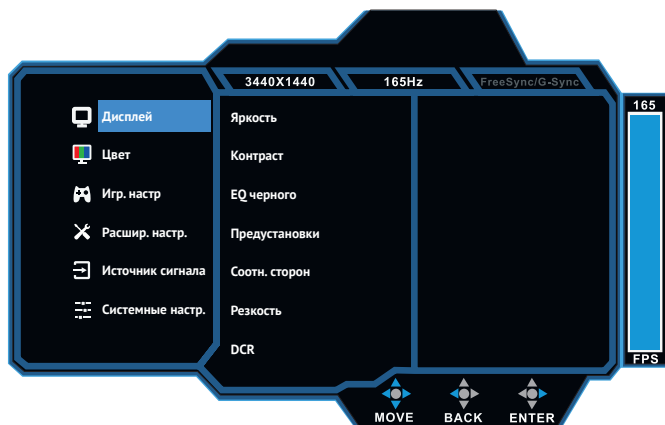 3440X1440
165Hz
FreeSync/G-Sync
165
Дисплей
Цвет
Игр. настр
Расшир. настр.
Источник сигнала
Системные настр.
Яркость
Контраст
EQ черного
Предустановки
Соотн. сторон
Резкость
DCR
FPS
MOVE
BACK
ENTER